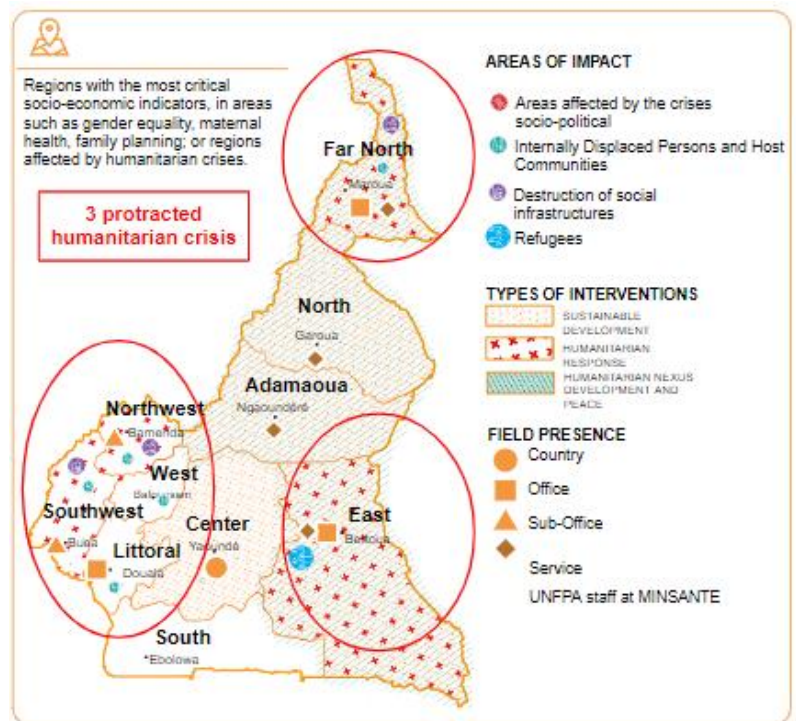 Regions with the most critical
socio-economic indicators, in areas
such as gender equality, maternal
health, family planning; or regions
affected by humanitarian crises.
3 protracted
humanitarian crisis
Far North
Maroua
North
Garoua
Adamaoua
Ngaoundéré
Northwest
Bamenda
West
Bafoussam
Southwest
Buea
Littoral
Douala
Center
Yaoundé
East
Bertoua
South
Ebolowa
AREAS OF IMPACT
Areas affected by the crises
socio-political
Internally Displaced Persons and Host
Communities
Destruction of social
infrastructures
Refugees
TYPES OF INTERVENTIONS
SUSTAINABLE
DEVELOPMENT
HUMANITARIAN
RESPONSE
HUMANITARIAN NEXUS
DEVELOPMENT AND
PEACE
FIELD PRESENCE
Country
Office
Sub-Office
Service
UNFPA staff at MINSANTE